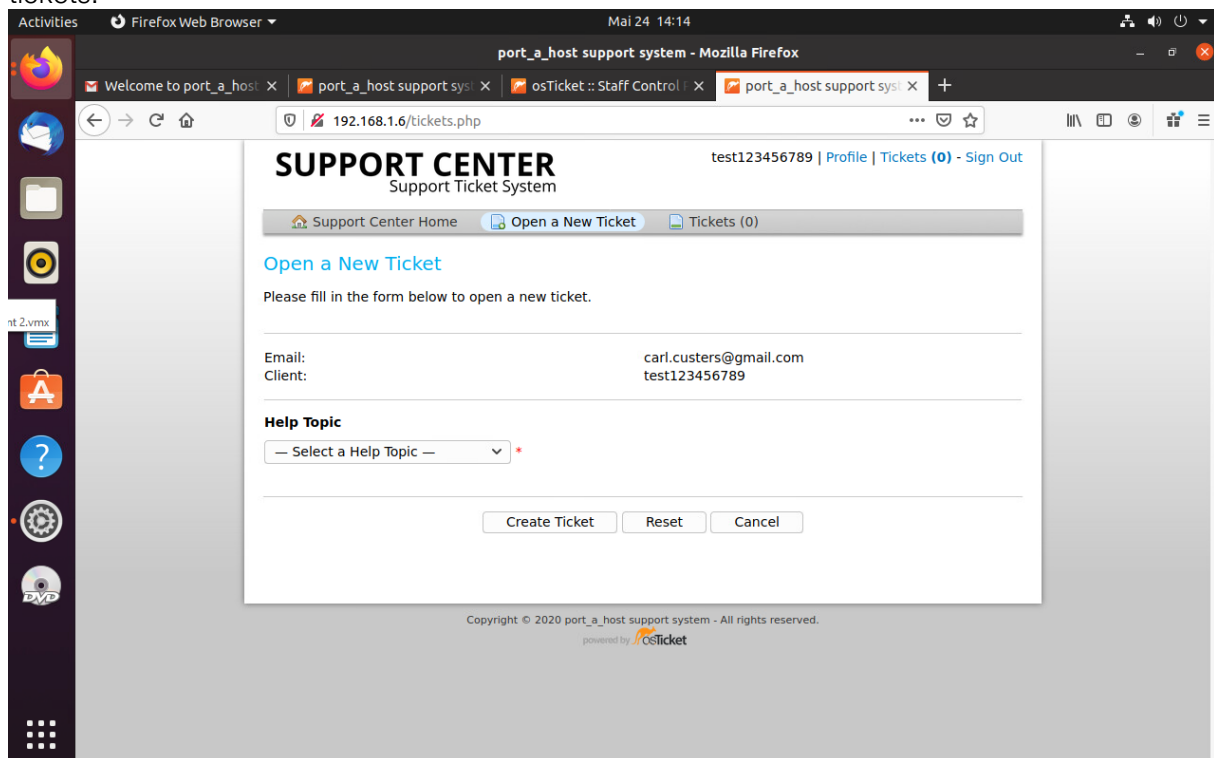 tickets.
Activities Firefox Web Browser Mai 24 14:14
port_a_host support system - Mozilla Firefox
Welcome to port_a_host port_a_host support syst osTicket :: Staff Control P port_a_host support syst
192.168.1.6/tickets.php
SUPPORT CENTER
Support Ticket System
test123456789 | Profile | Tickets (0) - Sign Out
Support Center Home Open a New Ticket Tickets (0)
Open a New Ticket
Please fill in the form below to open a new ticket.
nt 2.vmx
Email: carl.custers@gmail.com
Client: test123456789
Help Topic
— Select a Help Topic — *
Create Ticket Reset Cancel
DVD
Copyright © 2020 port_a_host support system - All rights reserved.
powered by osTicket